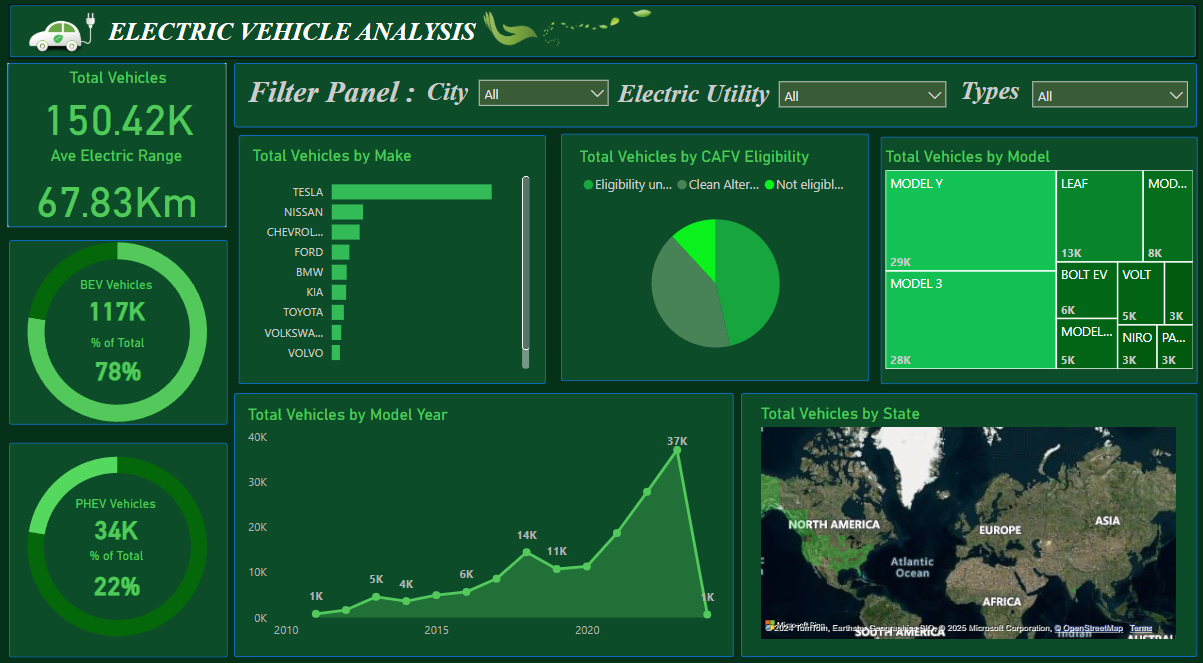 ELECTRIC VEHICLE ANALYSIS
Total Vehicles
150.42K
Ave Electric Range
67.83Km
Filter Panel :
City
All
Electric Utility
All
Types
All
BEV Vehicles
117K
% of Total
78%
PHEV Vehicles
34K
% of Total
22%
Total Vehicles by Make
TESLA
NISSAN
CHEVROL...
FORD
BMW
KIA
TOYOTA
VOLKSWA...
VOLVO
Total Vehicles by CAFV Eligibility
Eligibility un...
Clean Alter...
Not eligibl...
Total Vehicles by Model
MODEL Y
29K
MODEL 3
28K
LEAF
13K
MOD...
8K
BOLT EV
6K
VOLT
5K
3K
MODEL...
5K
NIRO
3K
PA...
3K
Total Vehicles by Model Year
40K
30K
20K
10K
0K
1K
5K
4K
6K
14K
11K
37K
1K
2010
2015
2020
Total Vehicles by State
NORTH AMERICA
EUROPE
ASIA
Atlantic
Ocean
AFRICA
SOUTH AMERICA
Indian
© 2025 Microsoft Corporation, © OpenStreetMap Terms